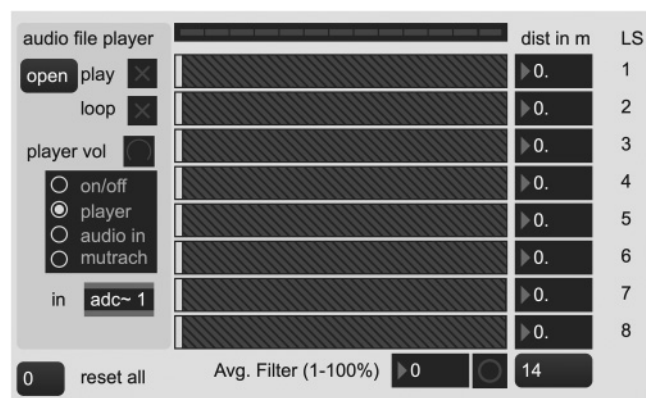 audio file player dist in m LS
open play 0. 1
loop 0. 2
player vol 0. 3
on/off 0. 4
player 0. 5
audio in 0. 6
mutrach
in adc~ 1 0. 7
0. 8
0 reset all Avg. Filter (1-100%) 0 14